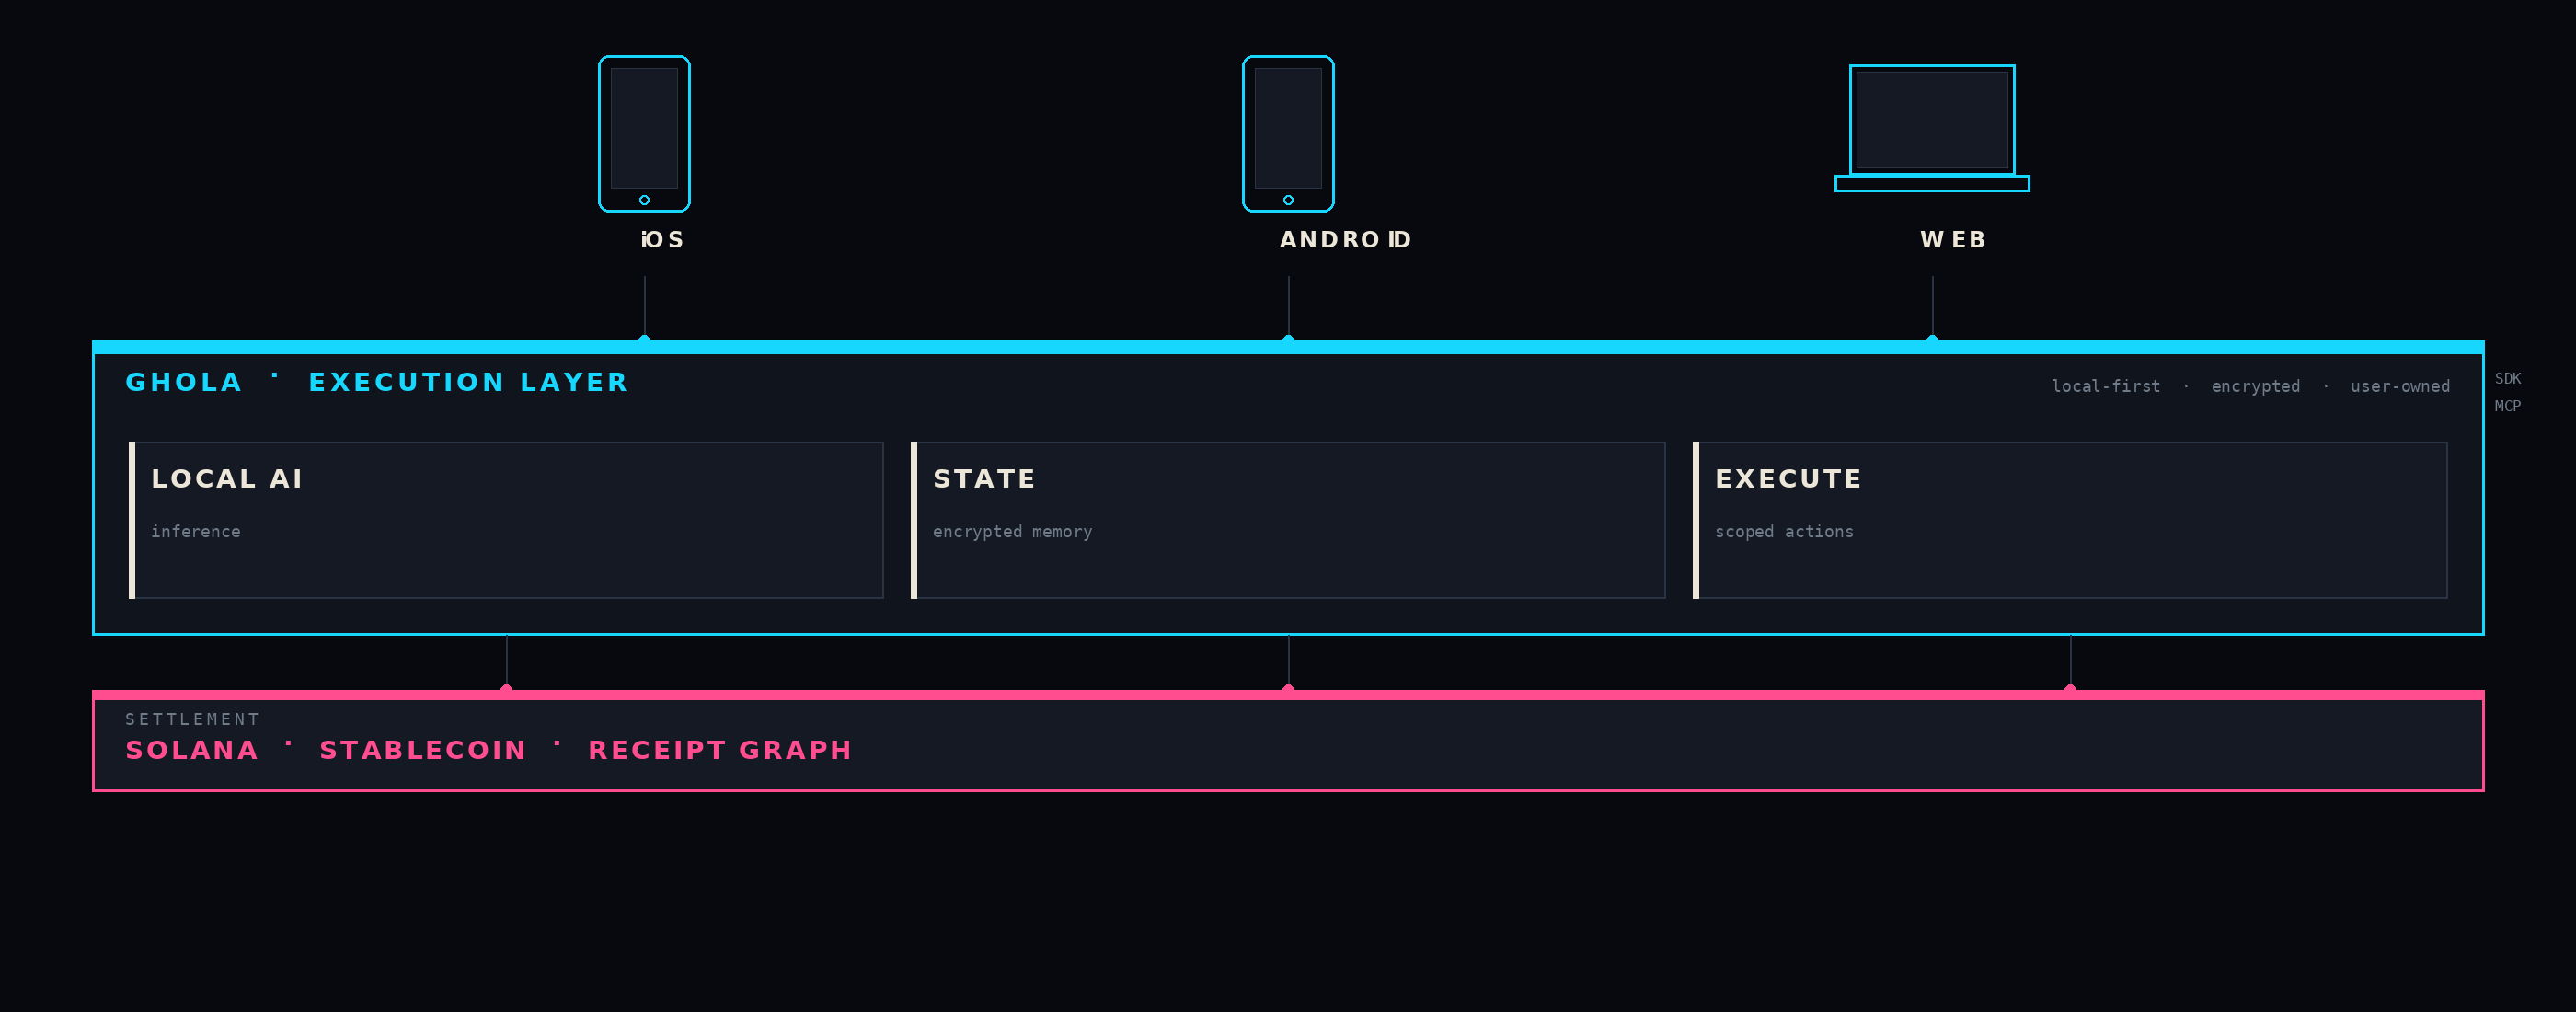 iOS
ANDROID
WEB
GHOLA · EXECUTION LAYER
local-first · encrypted · user-owned
SDK
MCP
LOCAL AI
inference
STATE
encrypted memory
EXECUTE
scoped actions
SETTLEMENT
SOLANA · STABLECOIN · RECEIPT GRAPH